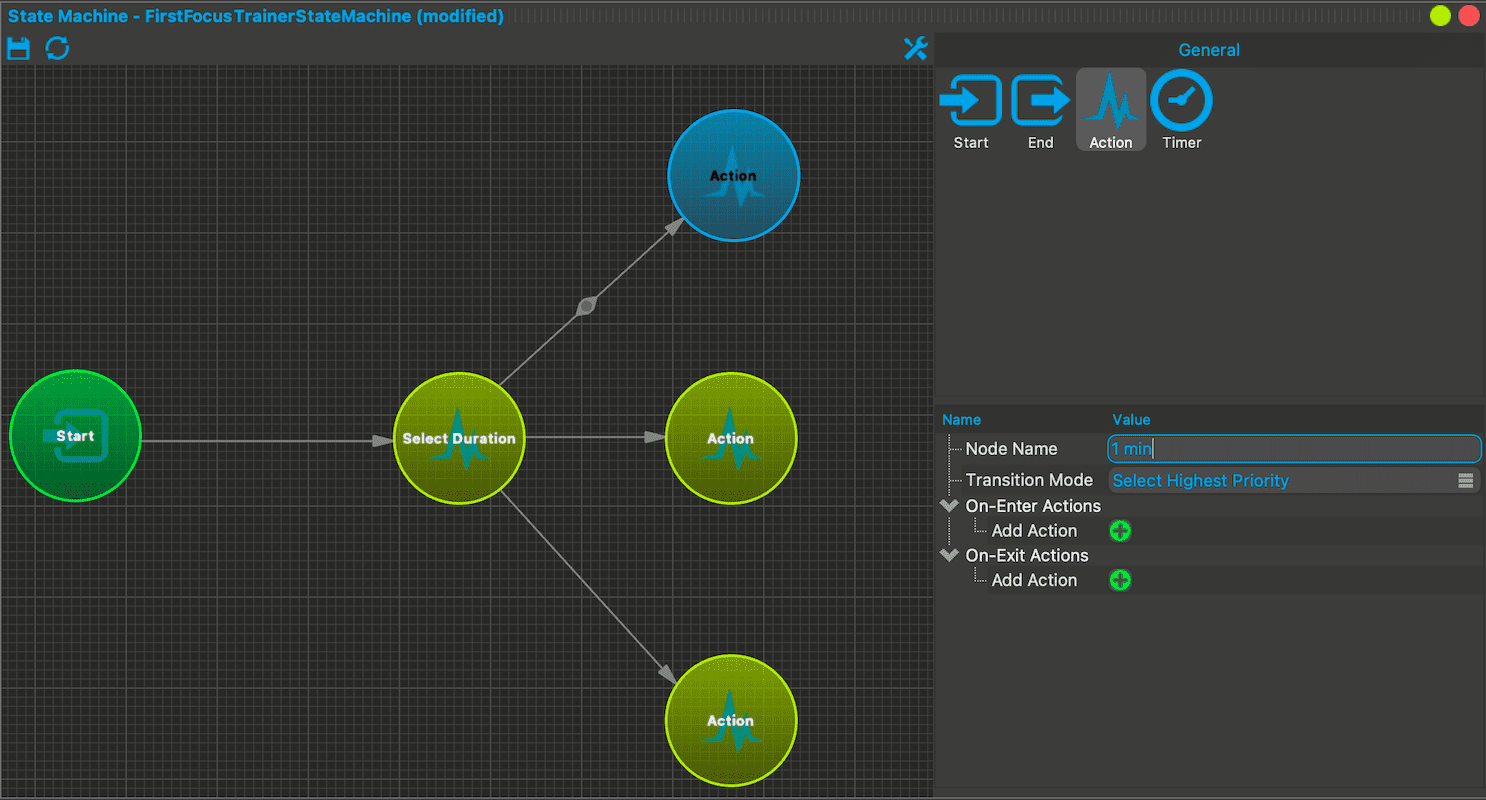 State Machine - FirstFocusTrainerStateMachine (modified)
General
Start
End
Action
Timer
Action
Start
Select Duration
Action
Action
Name Value
Node Name 1 min
Transition Mode Select Highest Priority
On-Enter Actions
Add Action
On-Exit Actions
Add Action